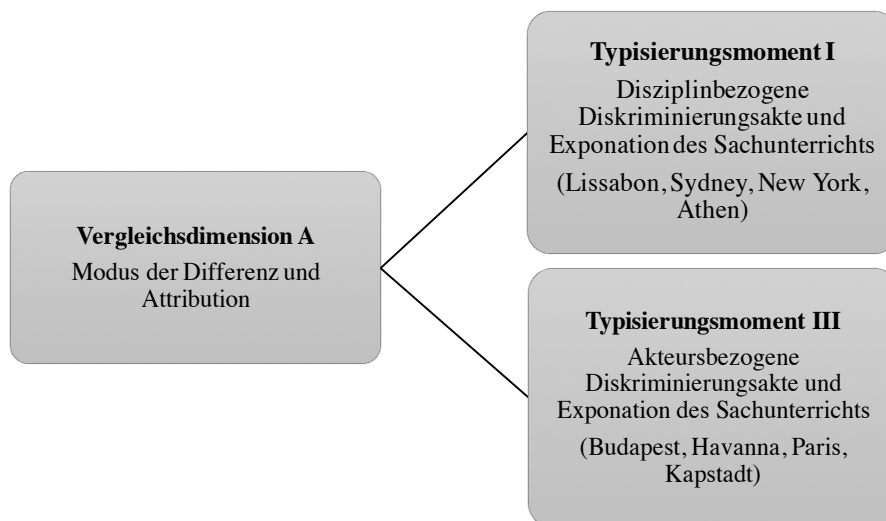 Vergleichsdimension A
Modus der Differenz und
Attribution
Typisierungsmoment I
Disziplinbezogene
Diskriminierungsakte und
Exponation des Sachunterrichts
(Lissabon, Sydney, New York,
Athen)
Typisierungsmoment III
Akteursbezogene
Diskriminierungsakte und
Exponation des Sachunterrichts
(Budapest, Havanna, Paris,
Kapstadt)